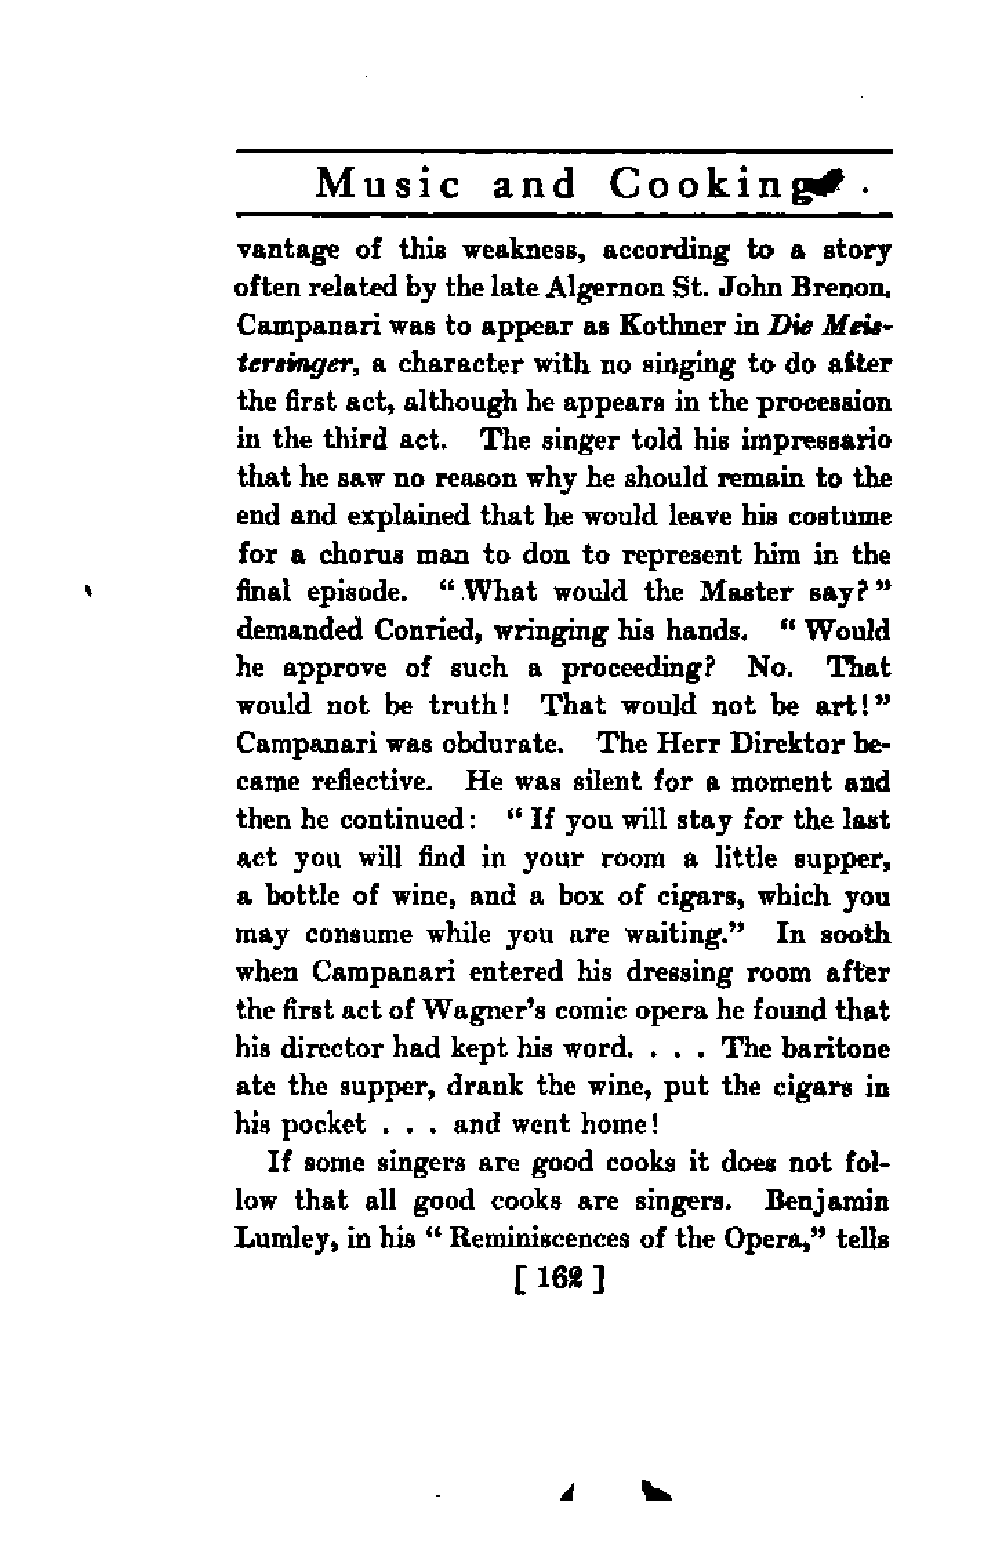 Music and Cooking
vantage of this weakness, according to a story
often related by the late Algernon St. John Brenon.
Campanari was to appear as Kothner in Die Meis-
tersinger, a character with no singing to do after
the first act, although he appears in the procession
in the third act. The singer told his impressario
that he saw no reason why he should remain to the
end and explained that he would leave his costume
for a chorus man to don to represent him in the
final episode. "What would the Master say?"
demanded Conried, wringing his hands. "Would
he approve of such a proceeding? No. That
would not be truth! That would not be art!"
Campanari was obdurate. The Herr Direktor be-
came reflective. He was silent for a moment and
then he continued: "If you will stay for the last
act you will find in your room a little supper,
a bottle of wine, and a box of cigars, which you
may consume while you are waiting." In sooth
when Campanari entered his dressing room after
the first act of Wagner's comic opera he found that
his director had kept his word. . . . The baritone
ate the supper, drank the wine, put the cigars in
his pocket . . . and went home!
If some singers are good cooks it does not fol-
low that all good cooks are singers. Benjamin
Lumley, in his "Reminiscences of the Opera," tells
[ 162 ]